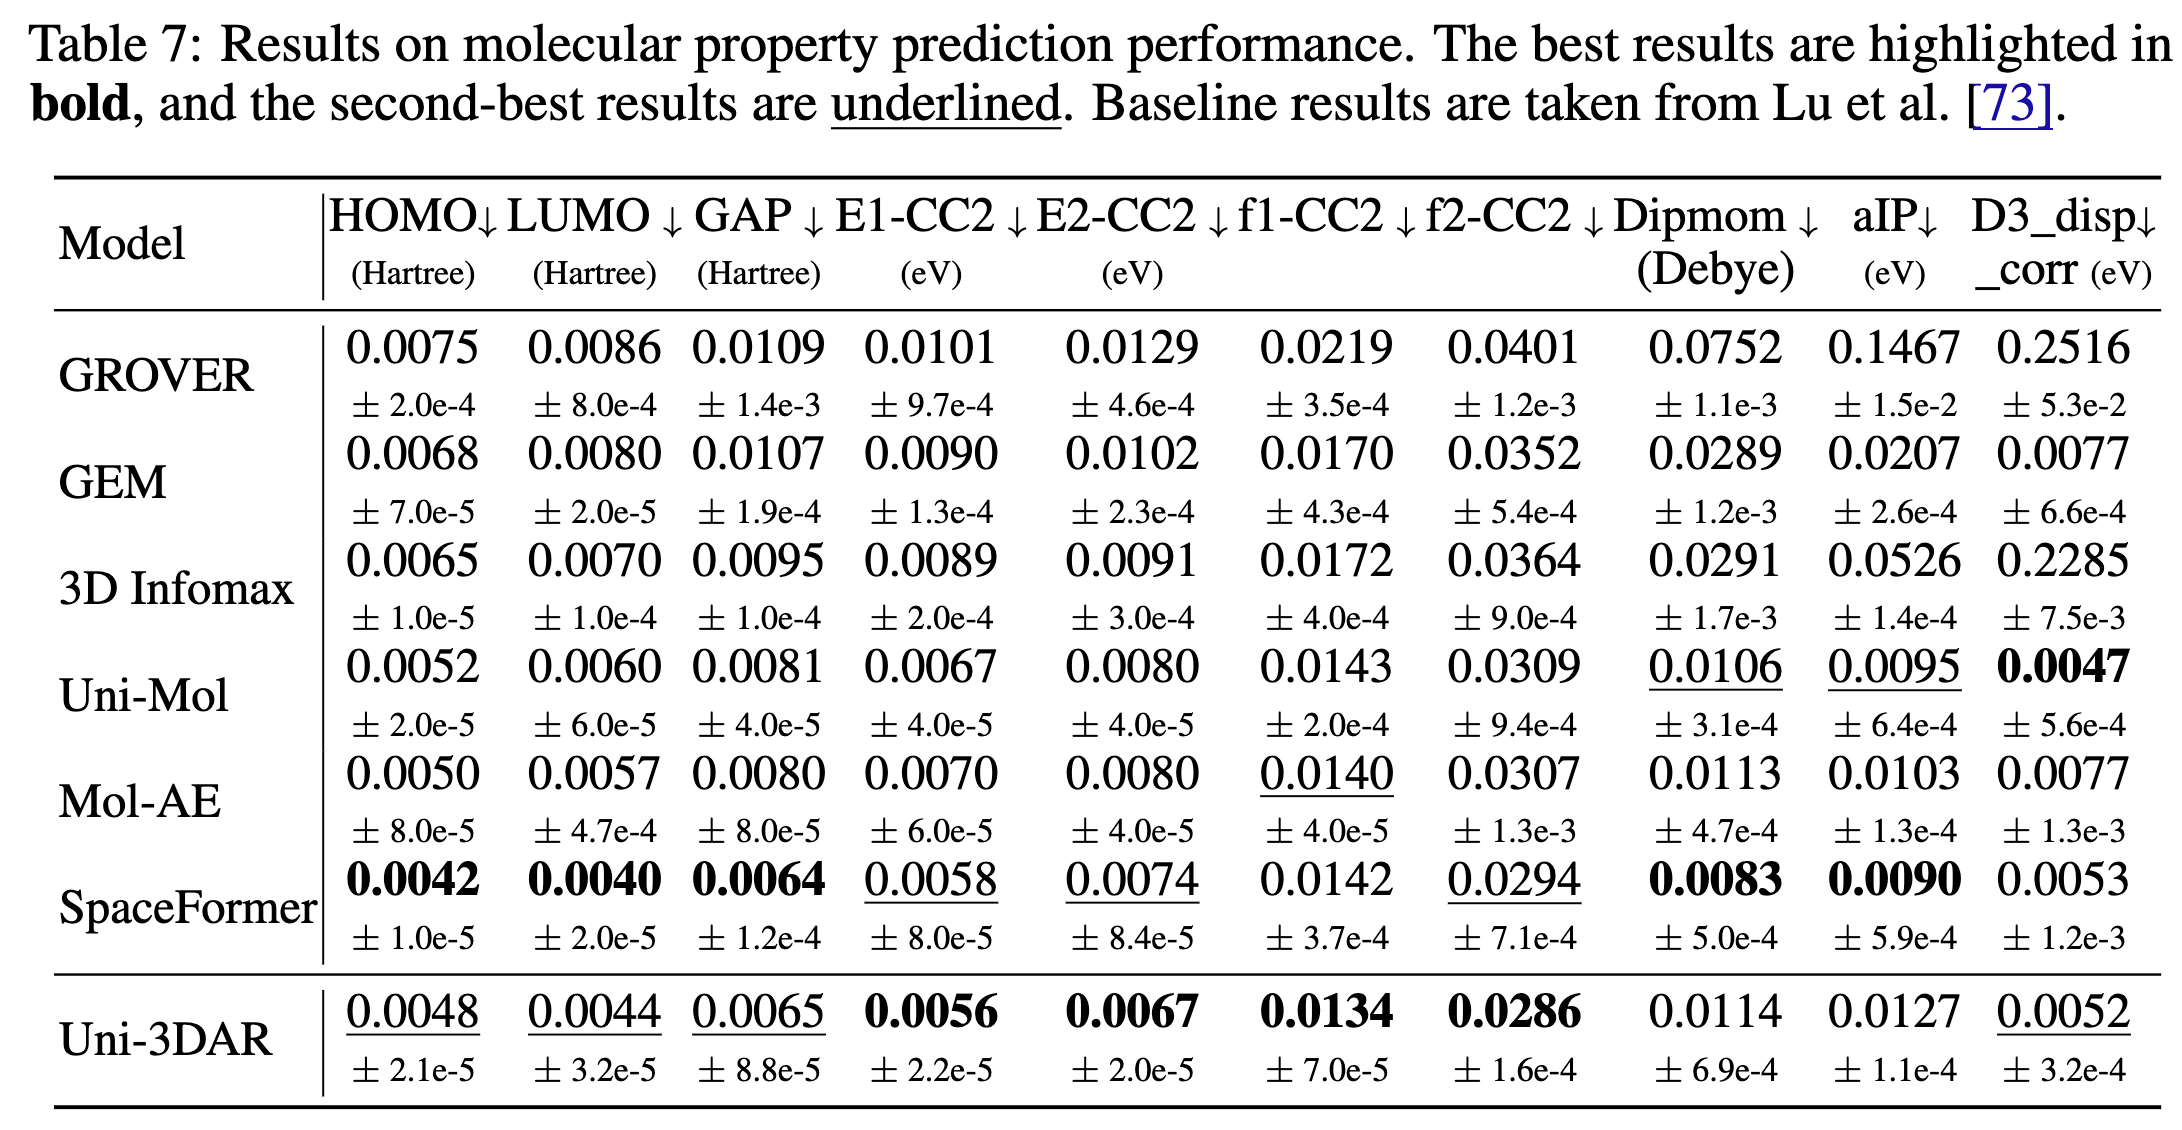 Table 7: Results on molecular property prediction performance. The best results are highlighted in
bold, and the second-best results are underlined. Baseline results are taken from Lu et al. [73].
Model HOMO↓ LUMO ↓ GAP ↓ E1-CC2 ↓ E2-CC2 ↓ f1-CC2 ↓ f2-CC2 ↓ Dipmom ↓ aIP↓ D3_disp↓
(Hartree) (Hartree) (Hartree) (eV) (eV) (Debye) (eV) _corr (eV)
GROVER 0.0075 0.0086 0.0109 0.0101 0.0129 0.0219 0.0401 0.0752 0.1467 0.2516
± 2.0e-4 ± 8.0e-4 ± 1.4e-3 ± 9.7e-4 ± 4.6e-4 ± 3.5e-4 ± 1.2e-3 ± 1.1e-3 ± 1.5e-2 ± 5.3e-2
GEM 0.0068 0.0080 0.0107 0.0090 0.0102 0.0170 0.0352 0.0289 0.0207 0.0077
± 7.0e-5 ± 2.0e-5 ± 1.9e-4 ± 1.3e-4 ± 2.3e-4 ± 4.3e-4 ± 5.4e-4 ± 1.2e-3 ± 2.6e-4 ± 6.6e-4
3D Infomax 0.0065 0.0070 0.0095 0.0089 0.0091 0.0172 0.0364 0.0291 0.0526 0.2285
± 1.0e-5 ± 1.0e-4 ± 1.0e-4 ± 2.0e-4 ± 3.0e-4 ± 4.0e-4 ± 9.0e-4 ± 1.7e-3 ± 1.4e-4 ± 7.5e-3
Uni-Mol 0.0052 0.0060 0.0081 0.0067 0.0080 0.0143 0.0309 0.0106 0.0095 0.0047
± 2.0e-5 ± 6.0e-5 ± 4.0e-5 ± 4.0e-5 ± 4.0e-5 ± 2.0e-4 ± 9.4e-4 ± 3.1e-4 ± 6.4e-4 ± 5.6e-4
Mol-AE 0.0050 0.0057 0.0080 0.0070 0.0080 0.0140 0.0307 0.0113 0.0103 0.0077
± 8.0e-5 ± 4.7e-4 ± 8.0e-5 ± 6.0e-5 ± 4.0e-5 ± 4.0e-5 ± 1.3e-3 ± 4.7e-4 ± 1.3e-4 ± 1.3e-3
SpaceFormer 0.0042 0.0040 0.0064 0.0058 0.0074 0.0142 0.0294 0.0083 0.0090 0.0053
± 1.0e-5 ± 2.0e-5 ± 1.2e-4 ± 8.0e-5 ± 8.4e-5 ± 3.7e-4 ± 7.1e-4 ± 5.0e-4 ± 5.9e-4 ± 1.2e-3
Uni-3DAR 0.0048 0.0044 0.0065 0.0056 0.0067 0.0134 0.0286 0.0114 0.0127 0.0052
± 2.1e-5 ± 3.2e-5 ± 8.8e-5 ± 2.2e-5 ± 2.0e-5 ± 7.0e-5 ± 1.6e-4 ± 6.9e-4 ± 1.1e-4 ± 3.2e-4